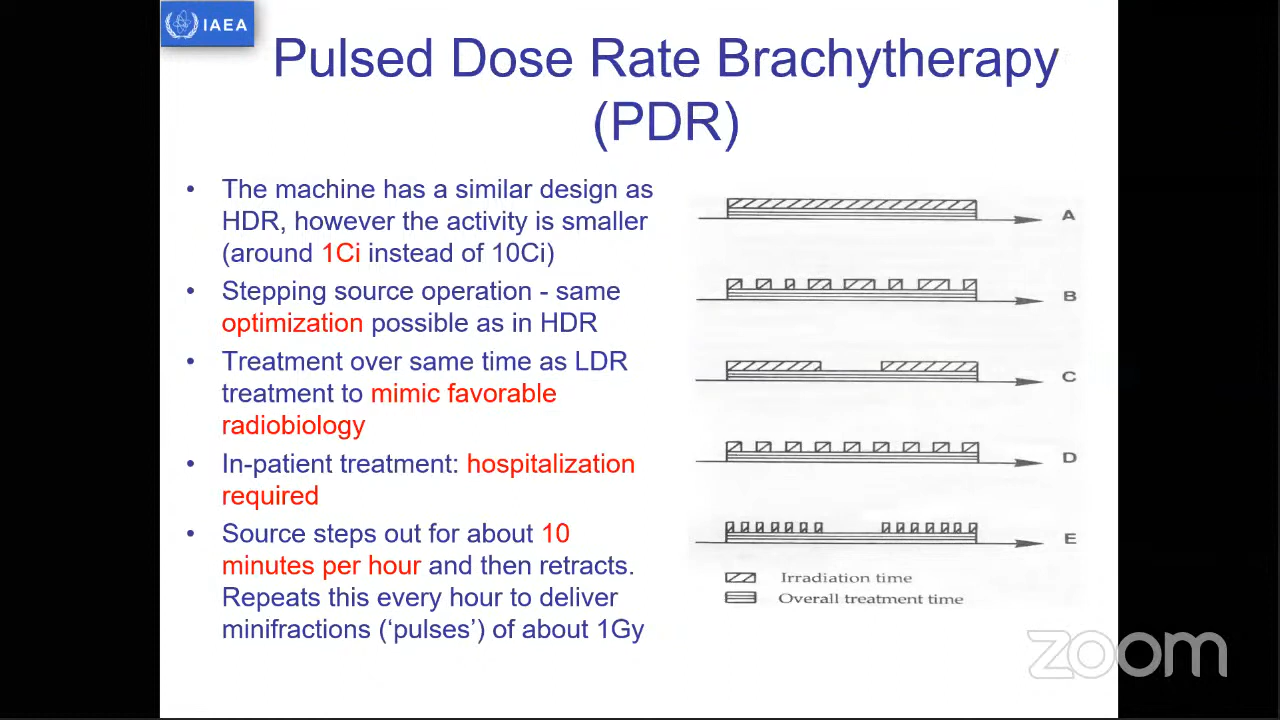 IAEA
Pulsed Dose Rate Brachytherapy
(PDR)
• The machine has a similar design as
HDR, however the activity is smaller
(around 1Ci instead of 10Ci)
• Stepping source operation - same
optimization possible as in HDR
• Treatment over same time as LDR
treatment to mimic favorable
radiobiology
• In-patient treatment: hospitalization
required
• Source steps out for about 10
minutes per hour and then retracts.
Repeats this every hour to deliver
minifractions (‘pulses’) of about 1Gy
A
B
C
D
E
Irradiation time
Overall treatment time
zoom